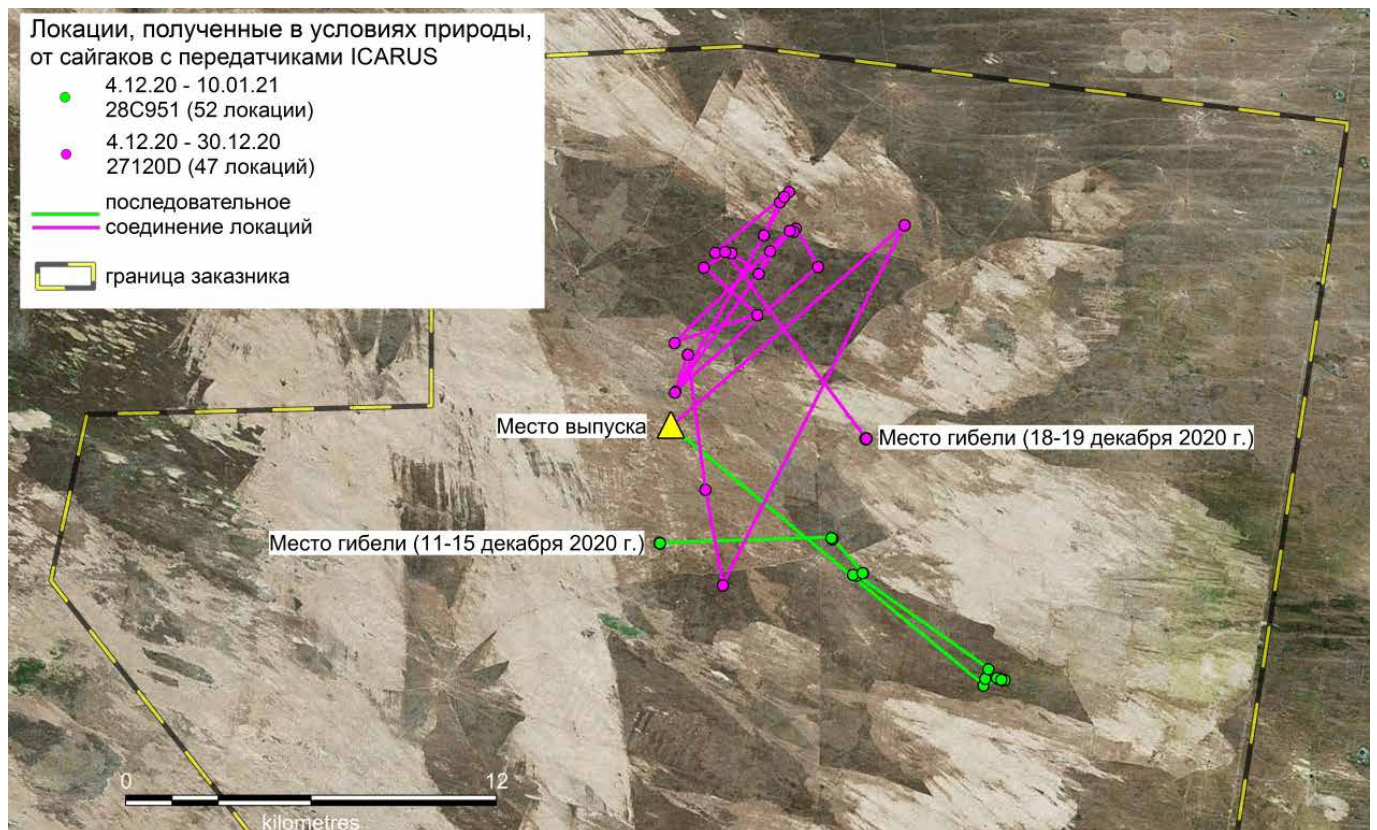 Локации, полученные в условиях природы,
от сайгаков с передатчиками ICARUS
4.12.20 - 10.01.21
28C951 (52 локации)
4.12.20 - 30.12.20
27120D (47 локаций)
последовательное
соединение локаций
граница заказника
Место выпуска
Место гибели (18-19 декабря 2020 г.)
Место гибели (11-15 декабря 2020 г.)
0 12
kilometres